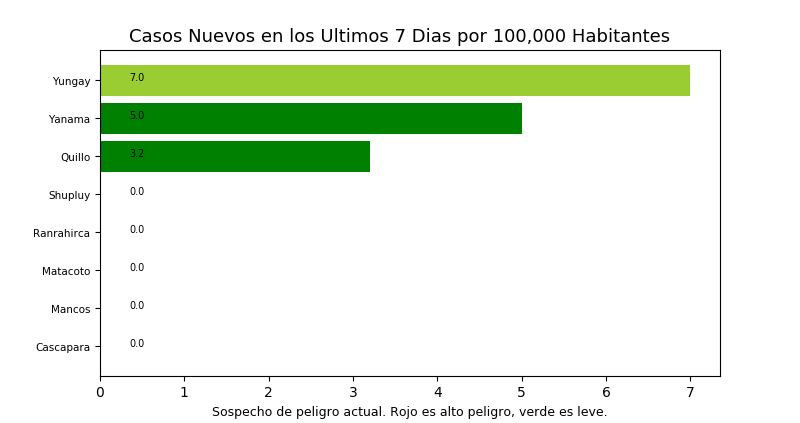 Casos Nuevos en los Ultimos 7 Dias por 100,000 Habitantes
Yungay 7.0
Yanama 5.0
Quillo 3.2
Shupluy 0.0
Ranrahirca 0.0
Matacoto 0.0
Mancos 0.0
Cascapara 0.0
0 1 2 3 4 5 6 7
Sospecho de peligro actual. Rojo es alto peligro, verde es leve.